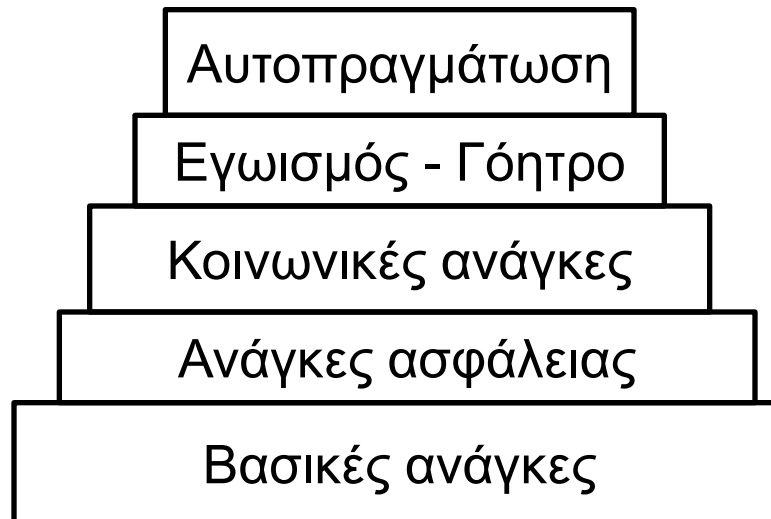 Αυτοπραγμάτωση
Εγωισμός - Γόητρο
Κοινωνικές ανάγκες
Ανάγκες ασφάλειας
Βασικές ανάγκες